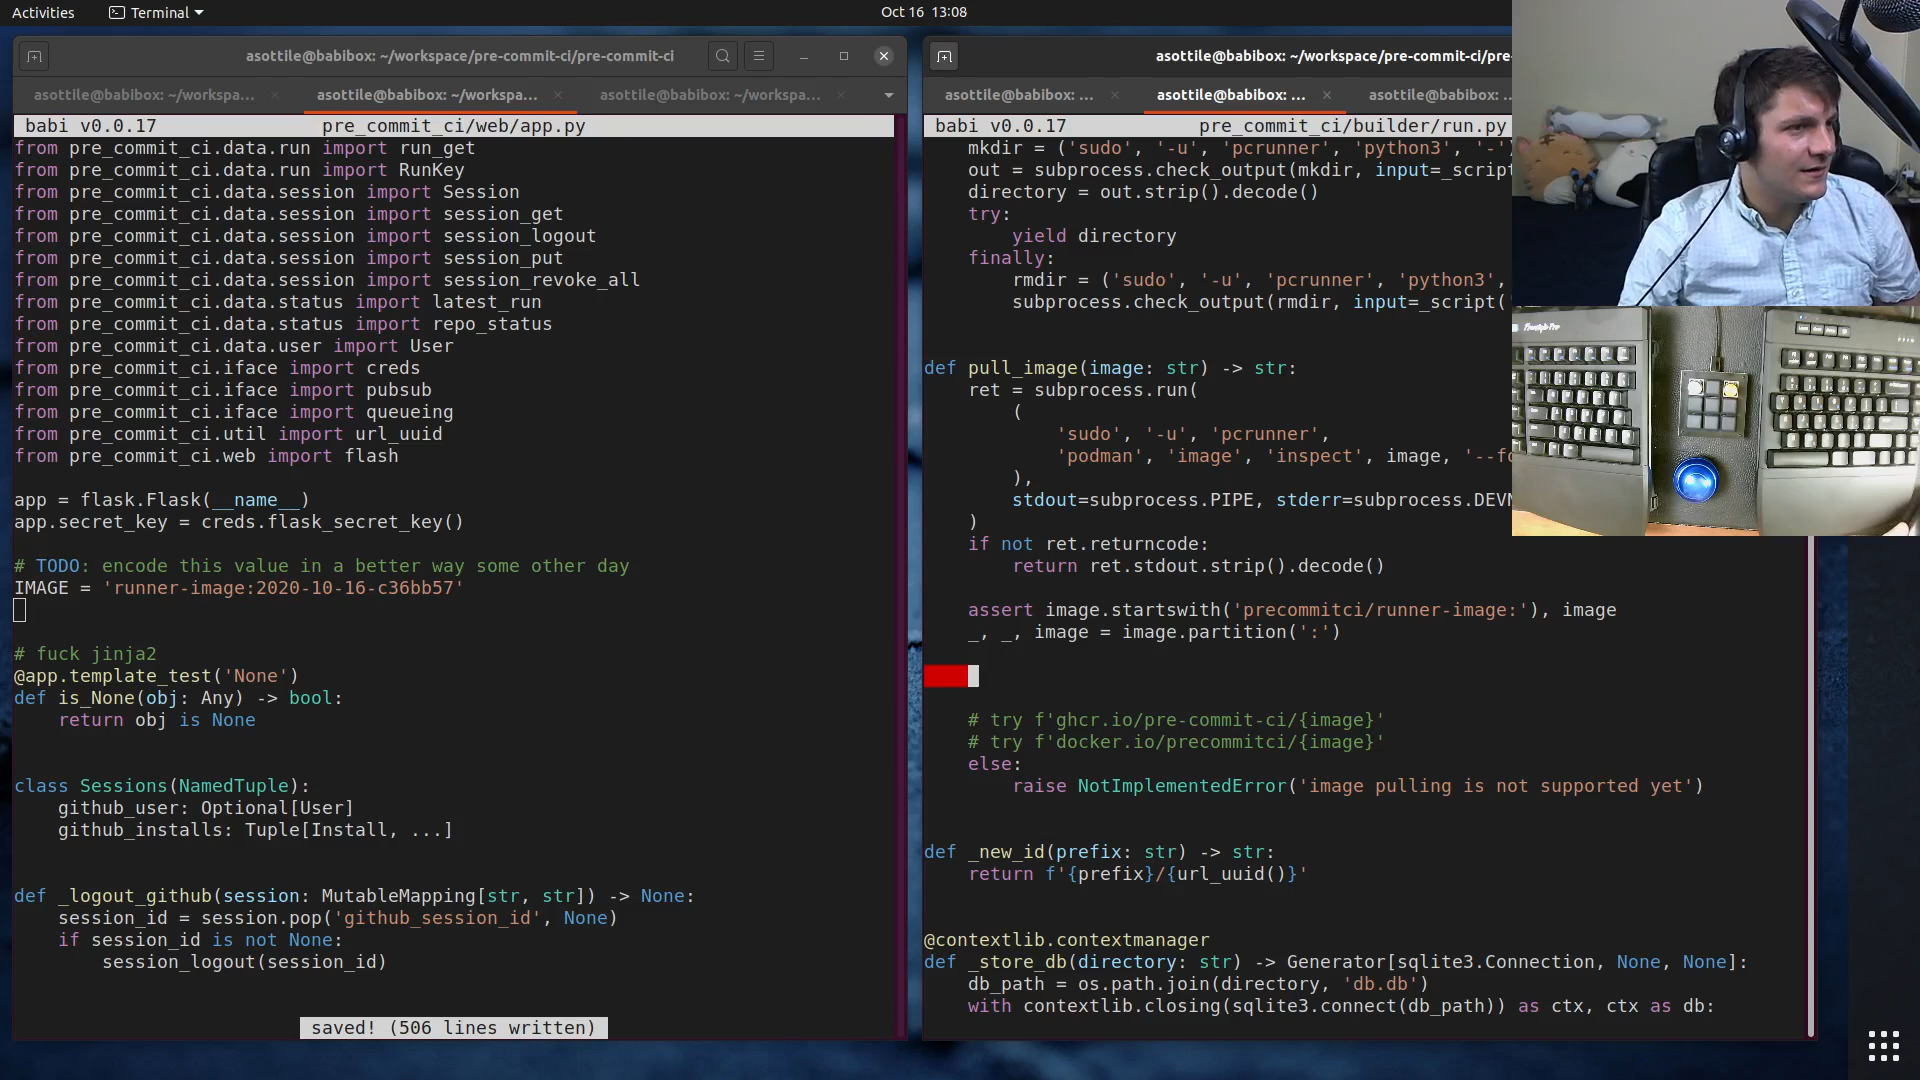 Activities
Terminal
Oct 16 13:08
asottile@babibox: ~/workspace/pre-commit-ci/pre-commit-ci
asottile@babibox: ~/workspa...
asottile@babibox: ~/workspa...
asottile@babibox: ~/workspa...
babi v0.0.17 pre_commit_ci/web/app.py
from pre_commit_ci.data.run import run_get
from pre_commit_ci.data.run import RunKey
from pre_commit_ci.data.session import Session
from pre_commit_ci.data.session import session_get
from pre_commit_ci.data.session import session_logout
from pre_commit_ci.data.session import session_put
from pre_commit_ci.data.session import session_revoke_all
from pre_commit_ci.data.status import latest_run
from pre_commit_ci.data.status import repo_status
from pre_commit_ci.data.user import User
from pre_commit_ci.iface import creds
from pre_commit_ci.iface import pubsub
from pre_commit_ci.iface import queueing
from pre_commit_ci.util import url_uuid
from pre_commit_ci.web import flash
app = flask.Flask(__name__)
app.secret_key = creds.flask_secret_key()
# TODO: encode this value in a better way some other day
IMAGE = 'runner-image:2020-10-16-c36bb57'
# fuck jinja2
@app.template_test('None')
def is_None(obj: Any) -> bool:
    return obj is None
class Sessions(NamedTuple):
    github_user: Optional[User]
    github_installs: Tuple[Install, ...]
def _logout_github(session: MutableMapping[str, str]) -> None:
    session_id = session.pop('github_session_id', None)
    if session_id is not None:
        session_logout(session_id)
saved! (506 lines written)
asottile@babibox: ~/workspace/pre-commit-ci/pre-
asottile@babibox: ...
asottile@babibox: ...
asottile@babibox: ...
babi v0.0.17 pre_commit_ci/builder/run.py
    mkdir = ('sudo', '-u', 'pcrunner', 'python3', '-')
    out = subprocess.check_output(mkdir, input=_script
    directory = out.strip().decode()
    try:
        yield directory
    finally:
        rmdir = ('sudo', '-u', 'pcrunner', 'python3',
        subprocess.check_output(rmdir, input=_script('
def pull_image(image: str) -> str:
    ret = subprocess.run(
        (
            'sudo', '-u', 'pcrunner',
            'podman', 'image', 'inspect', image, '--fo
        ),
        stdout=subprocess.PIPE, stderr=subprocess.DEVN
    )
    if not ret.returncode:
        return ret.stdout.strip().decode()
    assert image.startswith('precommitci/runner-image:'), image
    _, _, image = image.partition(':')
    # try f'ghcr.io/pre-commit-ci/{image}'
    # try f'docker.io/precommitci/{image}'
    else:
        raise NotImplementedError('image pulling is not supported yet')
def _new_id(prefix: str) -> str:
    return f'{prefix}/{url_uuid()}'
@contextlib.contextmanager
def _store_db(directory: str) -> Generator[sqlite3.Connection, None, None]:
    db_path = os.path.join(directory, 'db.db')
    with contextlib.closing(sqlite3.connect(db_path)) as ctx, ctx as db:
Freestyle Pro